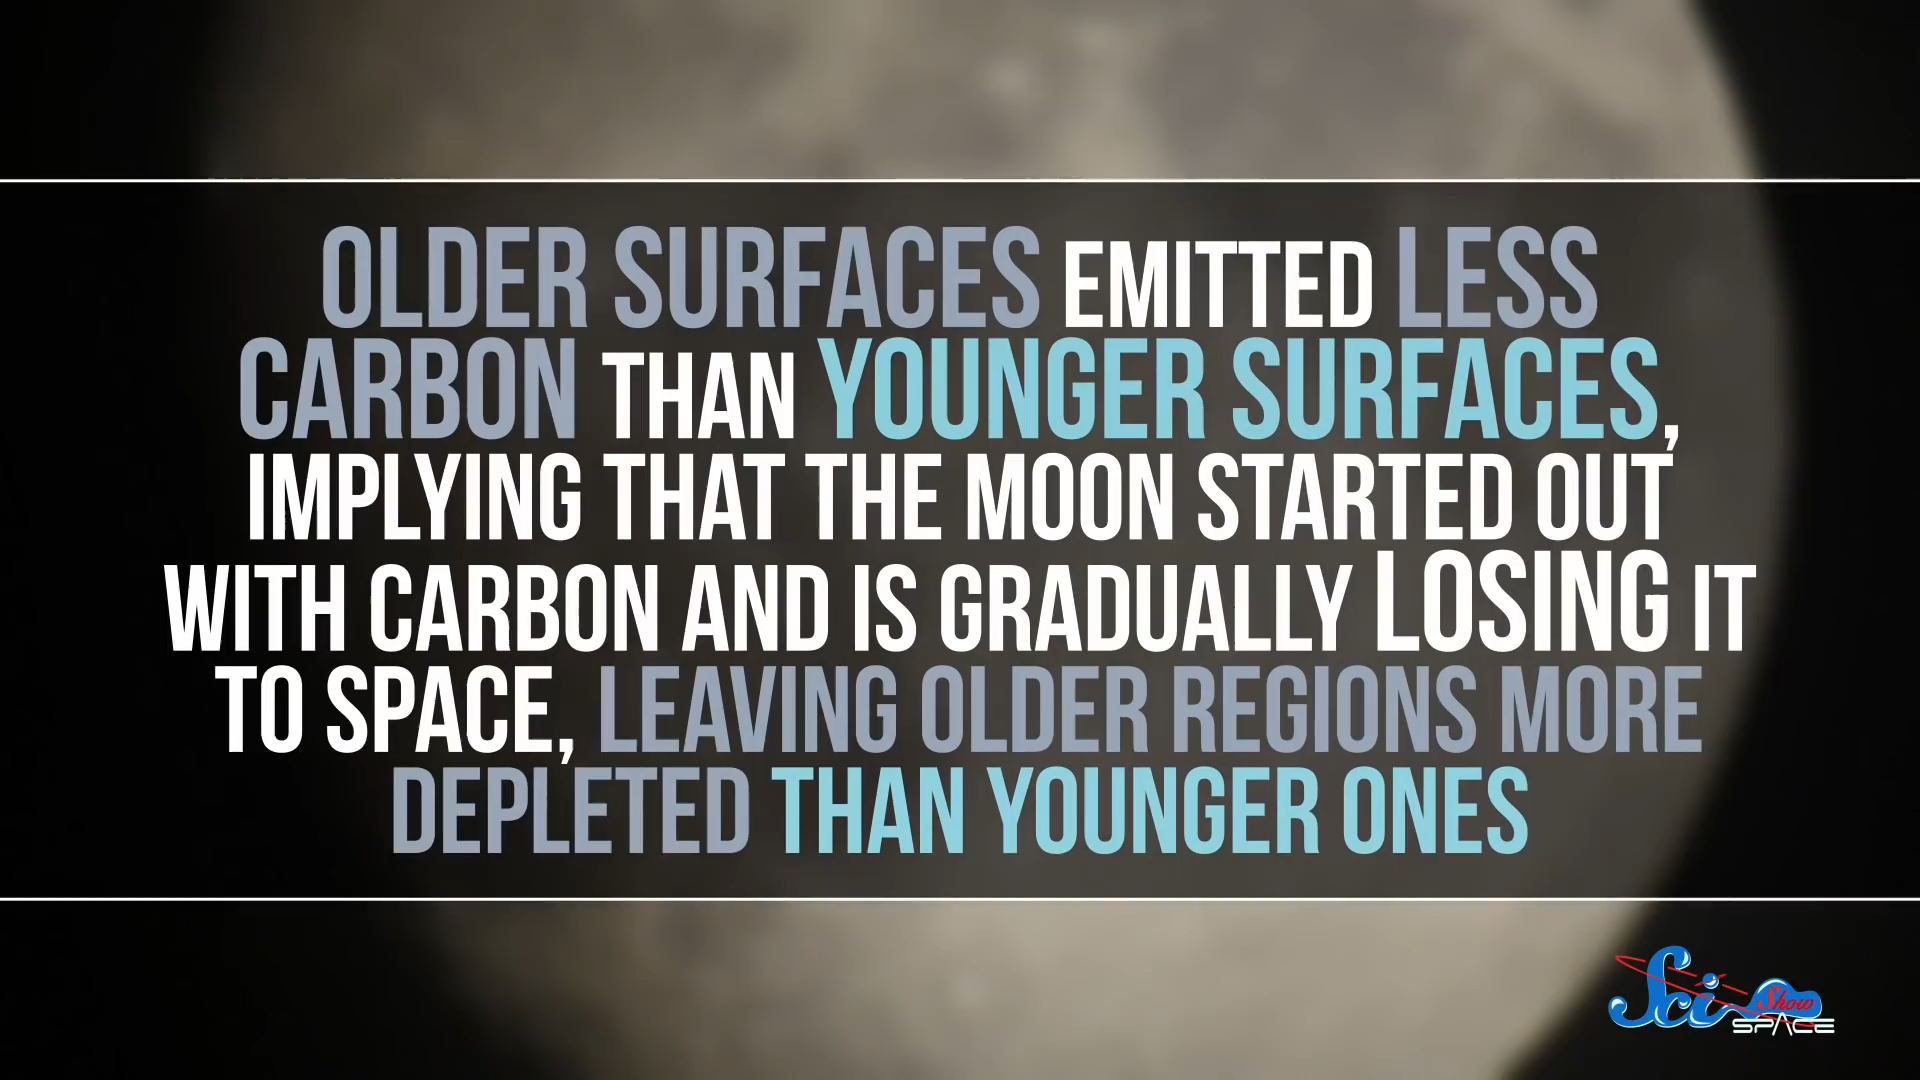 OLDER SURFACES EMITTED LESS
CARBON THAN YOUNGER SURFACES,
IMPLYING THAT THE MOON STARTED OUT
WITH CARBON AND IS GRADUALLY LOSING IT
TO SPACE, LEAVING OLDER REGIONS MORE
DEPLETED THAN YOUNGER ONES
Sci Show
SPACE